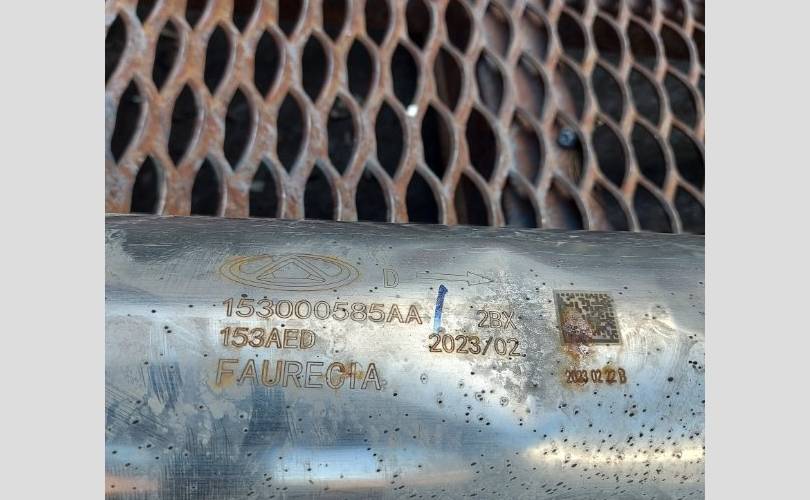 D
153000585AA
2BX
153AED
2023/02
FAURECIA
2023 02 22 B